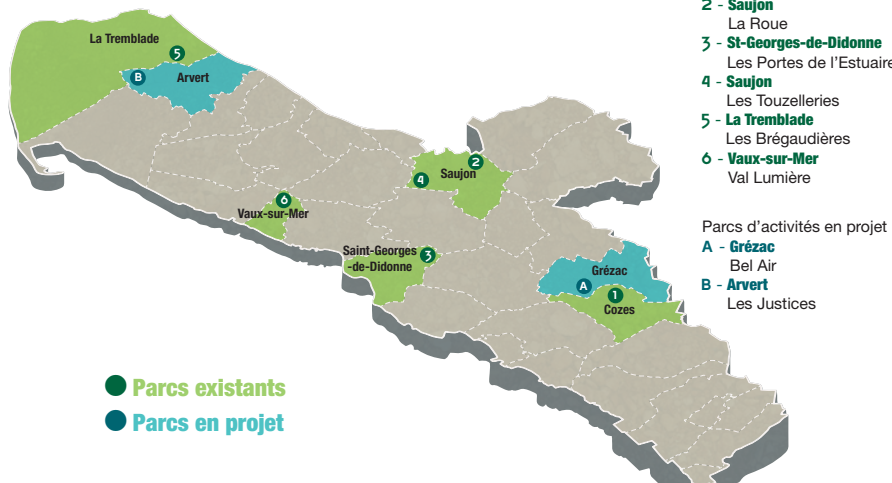 La Tremblade
5
B
Arvert
2
Saujon
4
6
Vaux-sur-Mer
Saint-Georges
-de-Didonne
3
Grézac
A
1
Cozes
Parcs existants
Parcs en projet
2 - Saujon
La Roue
3 - St-Georges-de-Didonne
Les Portes de l'Estuaire
4 - Saujon
Les Touzelleries
5 - La Tremblade
Les Brégaudières
6 - Vaux-sur-Mer
Val Lumière
Parcs d'activités en projet
A - Grézac
Bel Air
B - Arvert
Les Justices